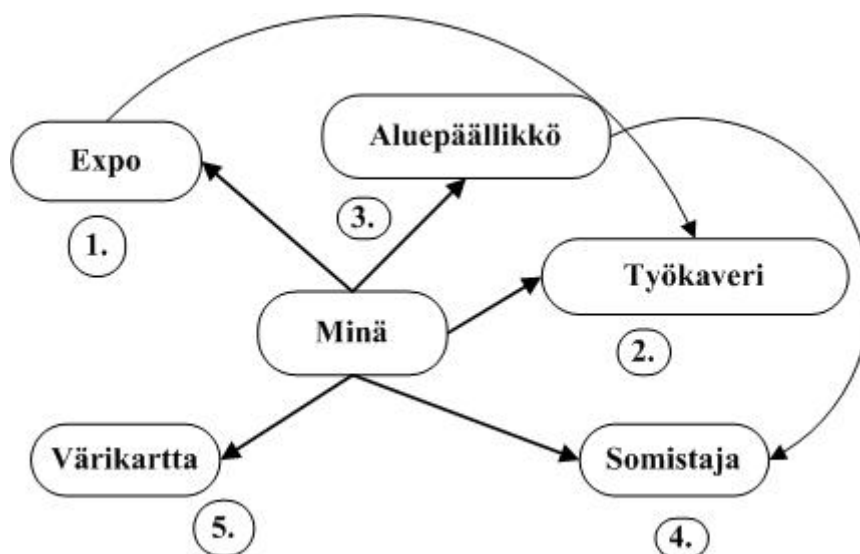 Expo
1.
Aluepäällikkö
3.
Työkaveri
2.
Minä
Värikartta
5.
Somistaja
4.